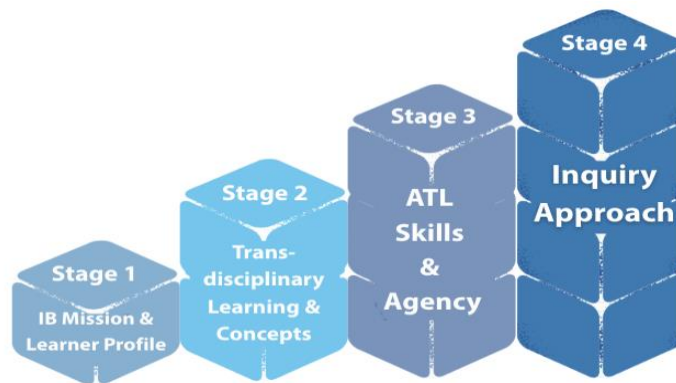 Stage 1
IB Mission &
Learner Profile
Stage 2
Trans-
disciplinary
Learning &
Concepts
Stage 3
ATL
Skills
&
Agency
Stage 4
Inquiry
Approach